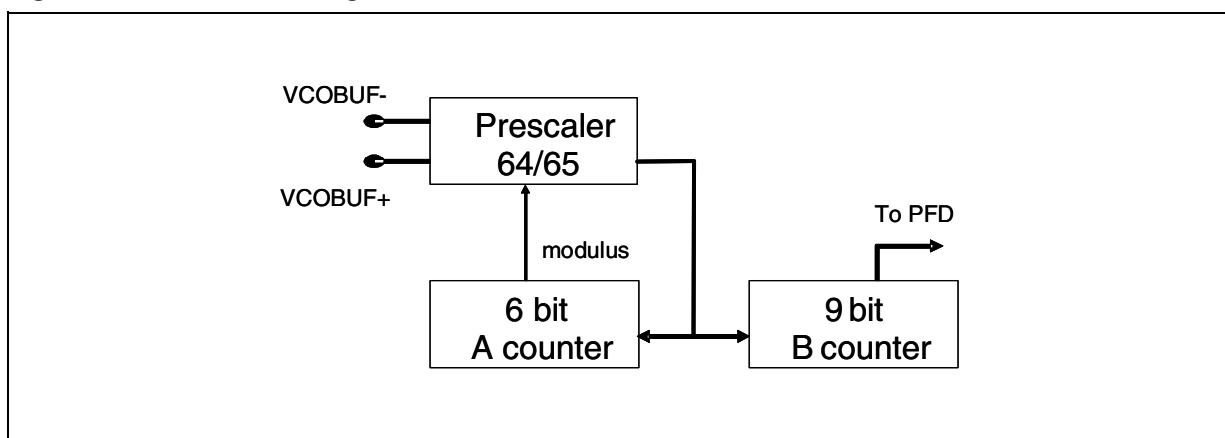 VCOBUF-
Prescaler
64/65
VCOBUF+
To PFD
modulus
6 bit
A counter
9 bit
B counter